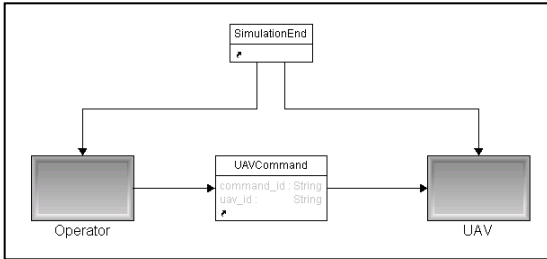 SimulationEnd
UAVCommand
command_id : String
uav_id : String
Operator
UAV